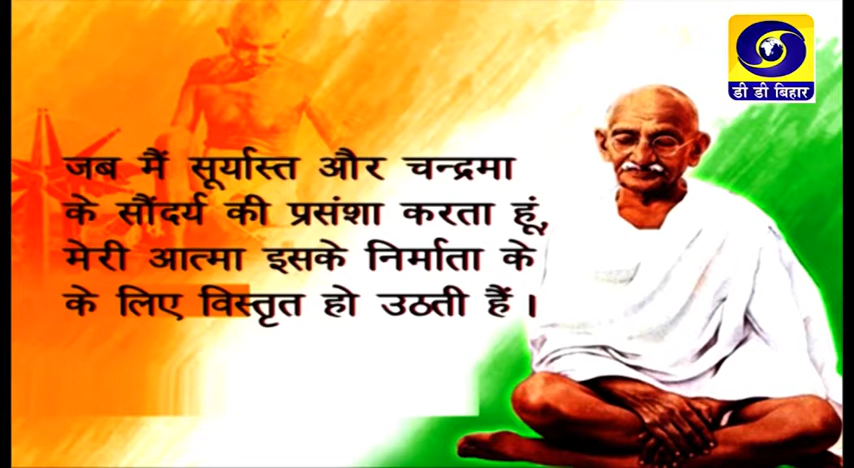 डी डी बिहार
जब मैं सूर्यास्त और चन्द्रमा
के सौंदर्य की प्रसंशा करता हूं,
मेरी आत्मा इसके निर्माता के
के लिए विस्तृत हो उठती हैं।